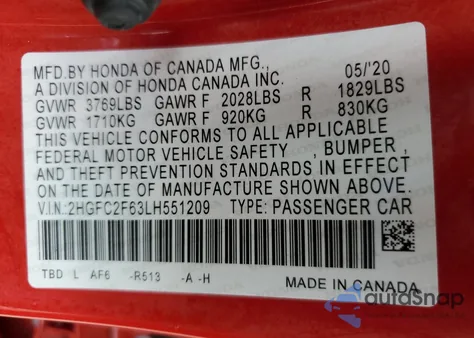 MFD.BY HONDA OF CANADA MFG., 05/'20
A DIVISION OF HONDA CANADA INC.
GVWR 3769LBS GAWR F 2028LBS R 1829LBS
GVWR 1710KG GAWR F 920KG R 830KG
THIS VEHICLE CONFORMS TO ALL APPLICABLE
FEDERAL MOTOR VEHICLE SAFETY , BUMPER ,
AND THEFT PREVENTION STANDARDS IN EFFECT
ON THE DATE OF MANUFACTURE SHOWN ABOVE.
V.I.N:2HGFC2F63LH551209 TYPE: PASSENGER CAR
TBD L AF6 -R513 -A -H
MADE IN CANADA
autoSnap